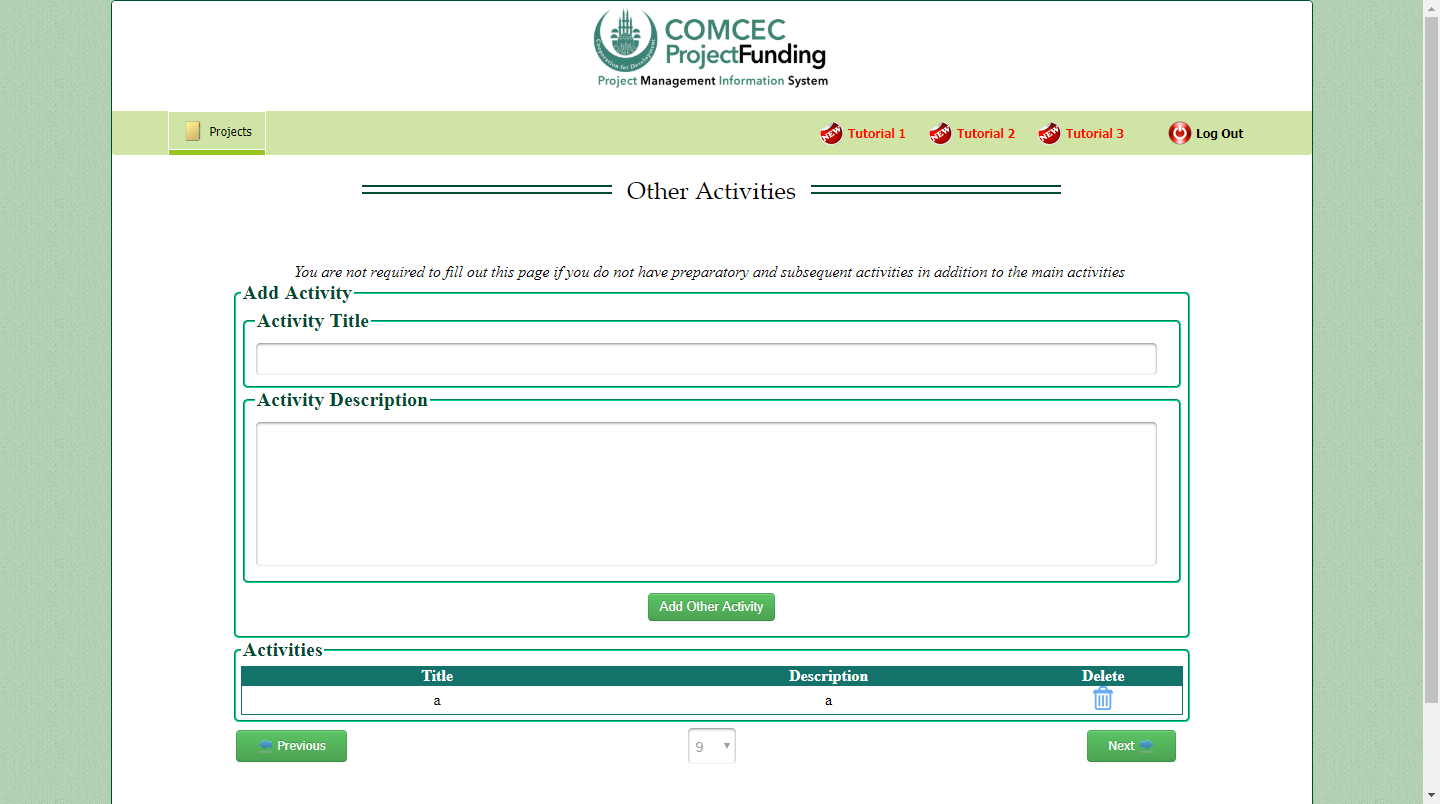 COMCEC
ProjectFunding
Cooperation for Development
Project Management Information System
Projects
NEW Tutorial 1
NEW Tutorial 2
NEW Tutorial 3
Log Out
Other Activities
You are not required to fill out this page if you do not have preparatory and subsequent activities in addition to the main activities
Add Activity
Activity Title
Activity Description
Add Other Activity
Activities
Title Description Delete
a a
Previous 9 Next